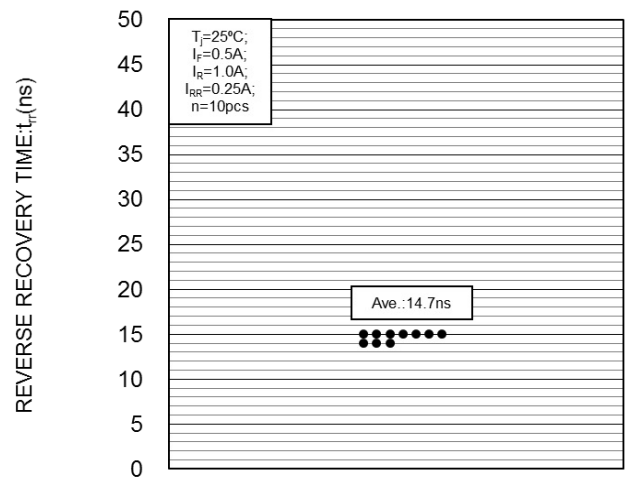 REVERSE RECOVERY TIME:trr(ns)
50
45
40
35
30
25
20
15
10
5
0
Tj=25ºC;
IF=0.5A;
IR=1.0A;
IRR=0.25A;
n=10pcs
Ave.:14.7ns